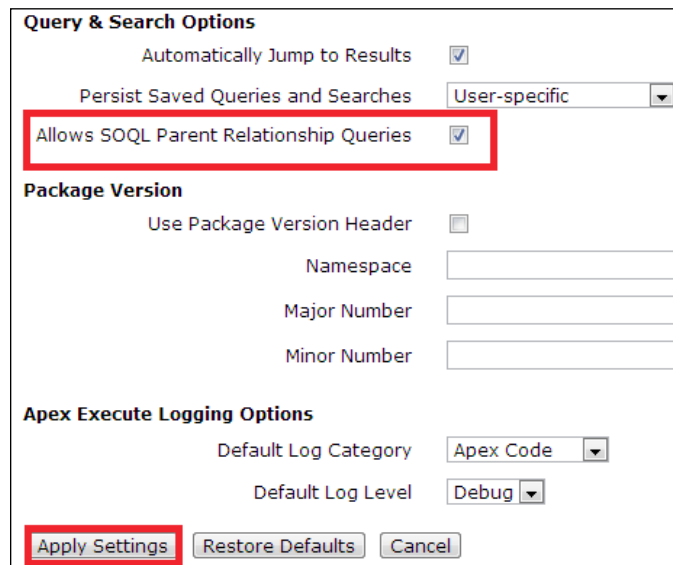 Query & Search Options
Automatically Jump to Results
Persist Saved Queries and Searches User-specific
Allows SOQL Parent Relationship Queries
Package Version
Use Package Version Header
Namespace
Major Number
Minor Number
Apex Execute Logging Options
Default Log Category Apex Code
Default Log Level Debug
Apply Settings Restore Defaults Cancel